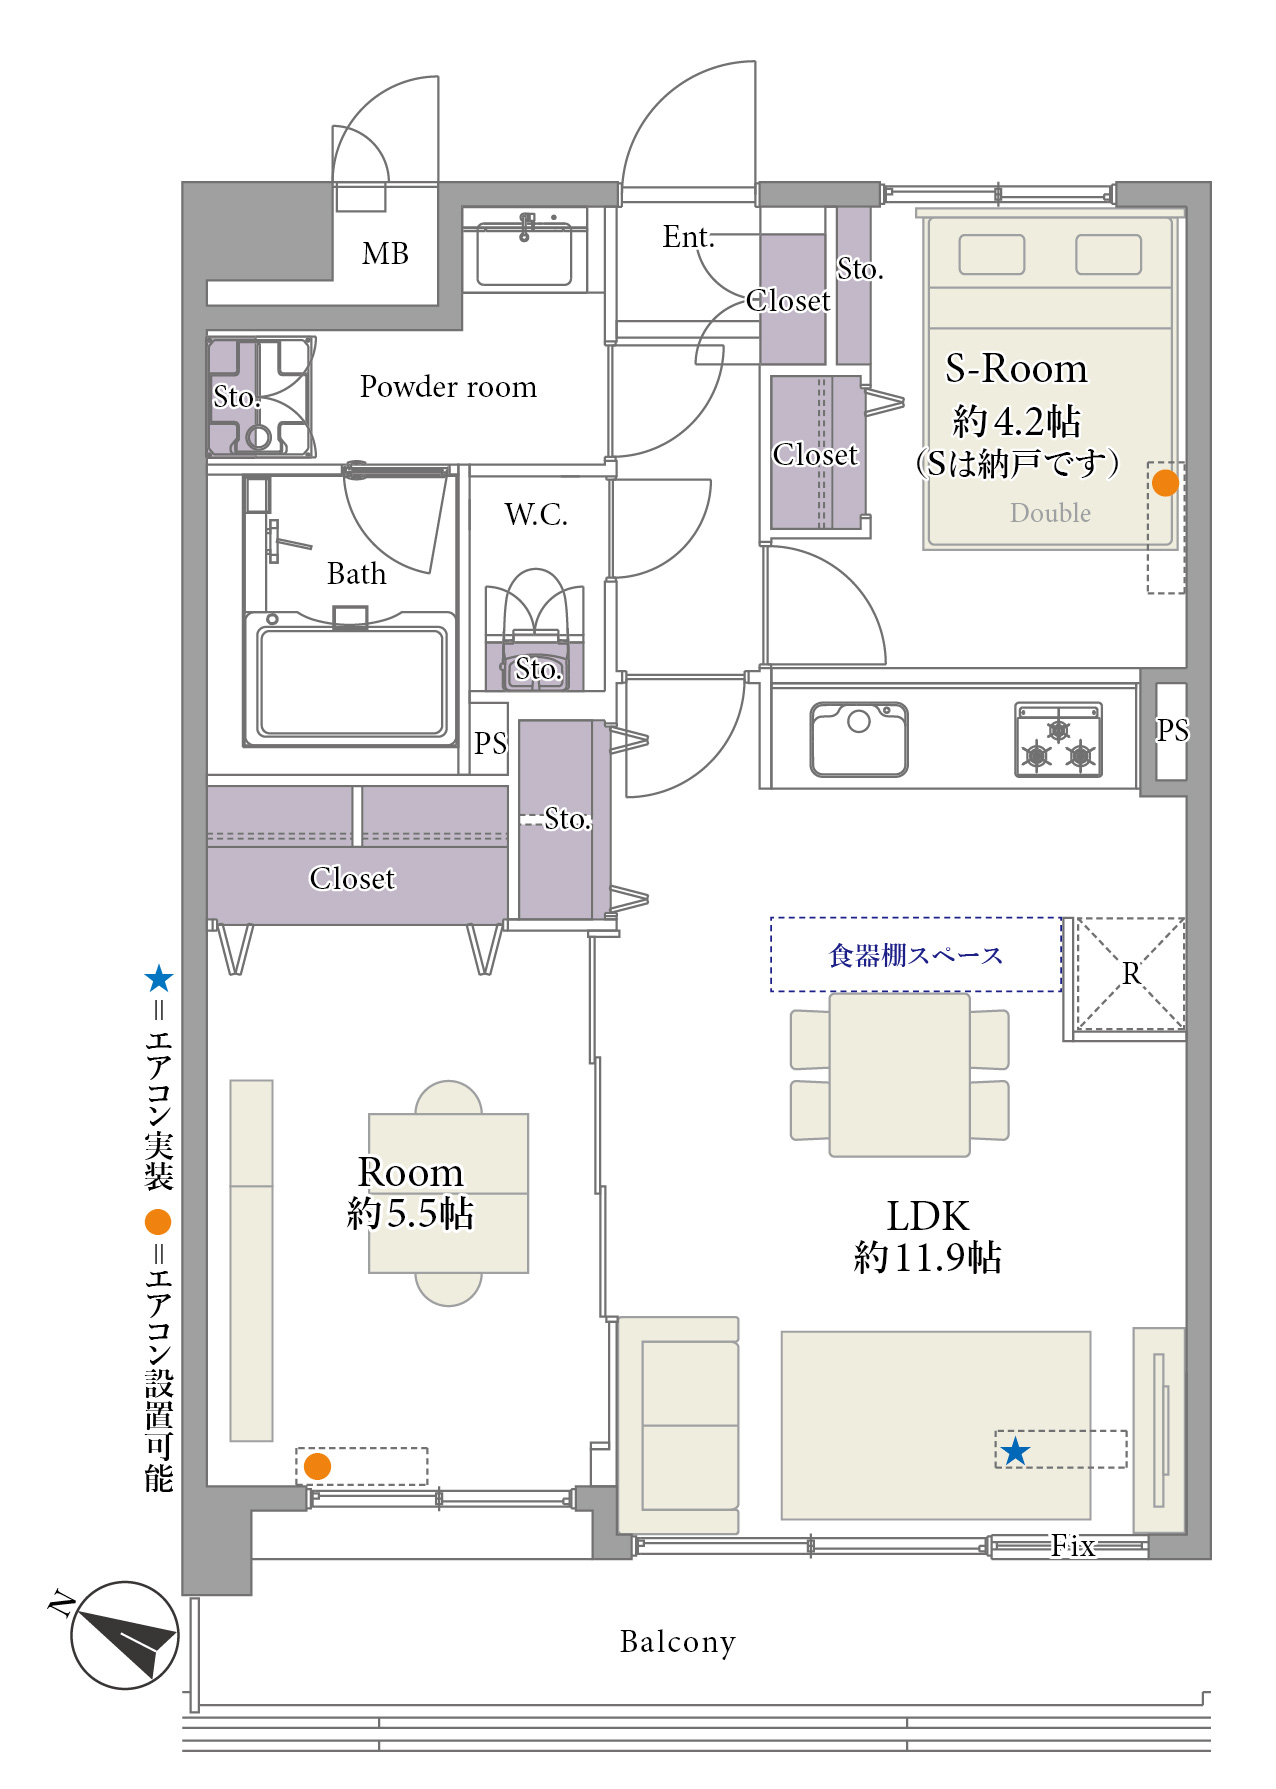 MB
Ent.
Closet
Sto.
S-Room
約4.2帖
（Sは納戸です）
Double
Sto.
Powder room
Closet
W.C.
Bath
Sto.
PS
PS
Sto.
Closet
食器棚スペース
R
★＝エアコン実装 ●＝エアコン設置可能
Room
約5.5帖
LDK
約11.9帖
★
Fix
N
Balcony